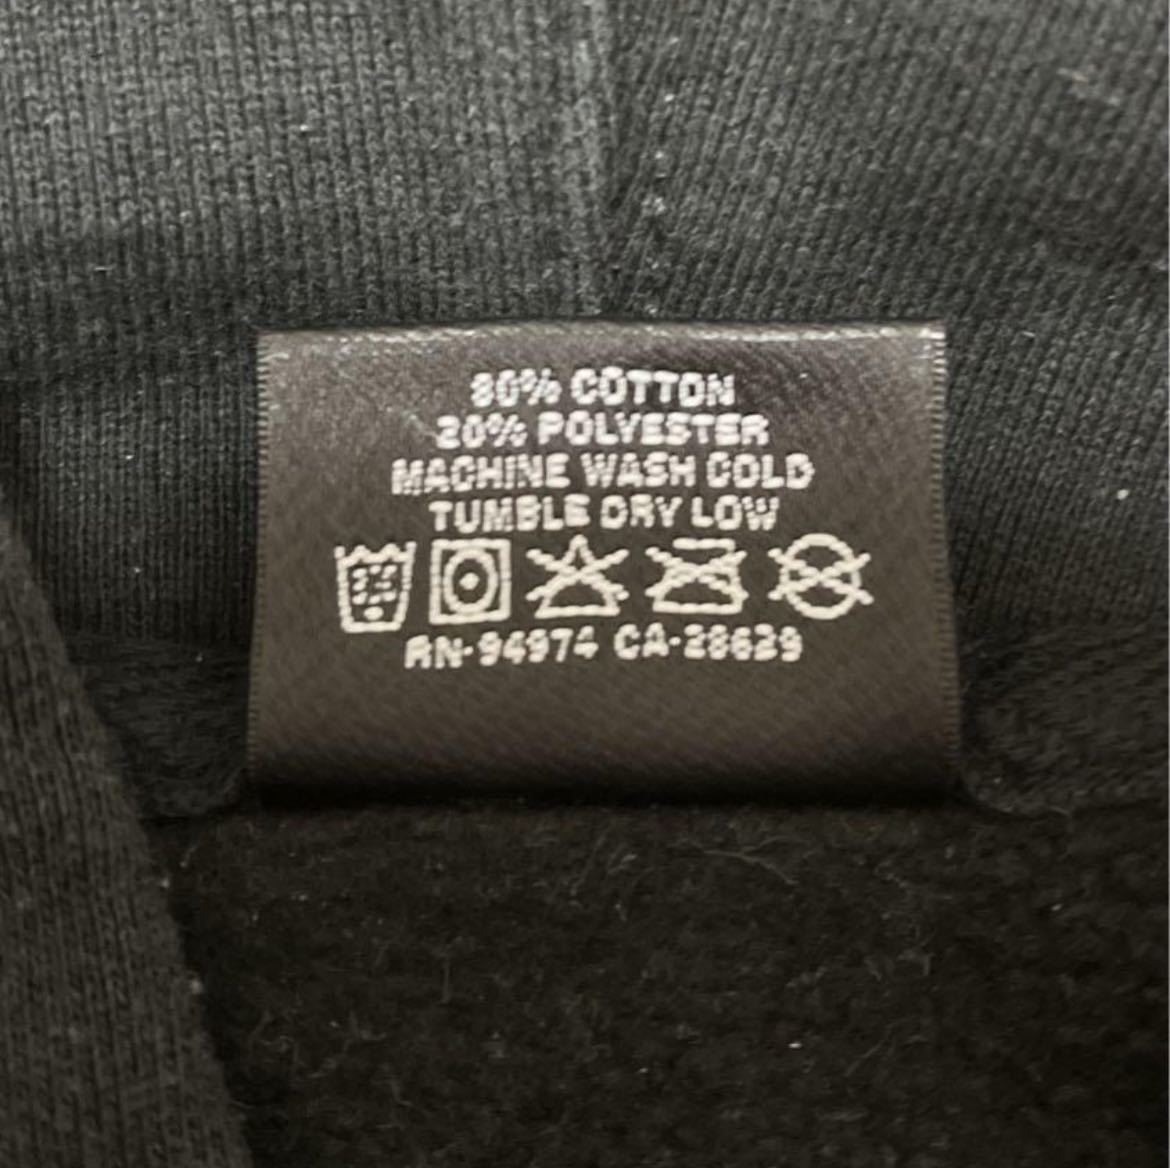 80% COTTON
20% POLYESTER
MACHINE WASH COLD
TUMBLE DRY LOW
RN-94974 CA-28629